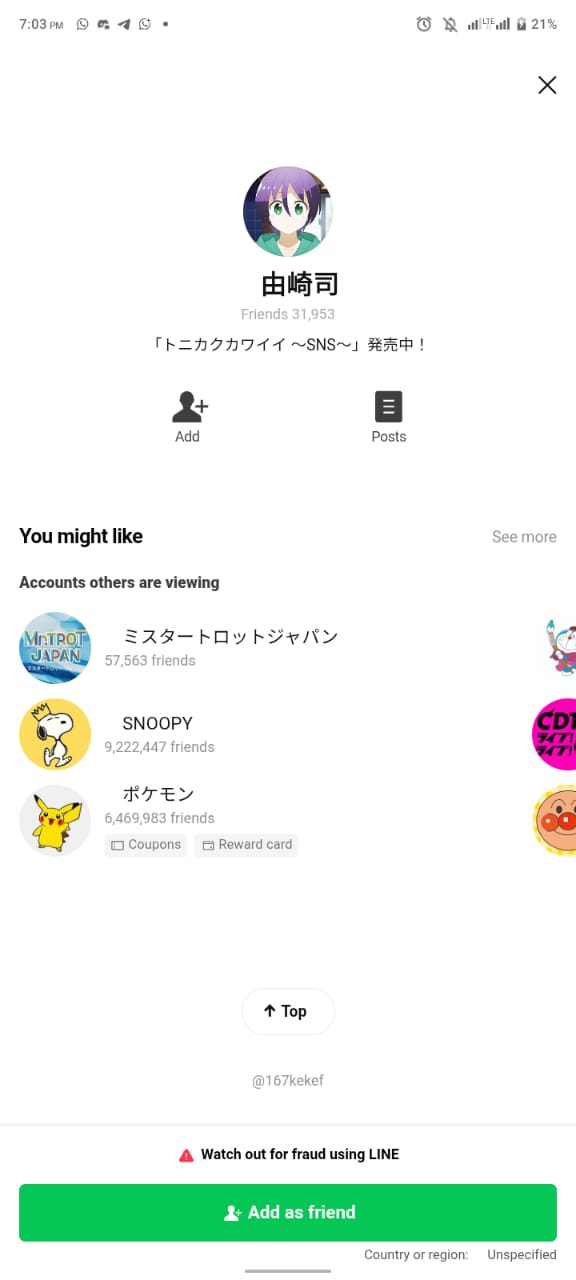 7:03 PM
LTE
21%
由崎司
Friends 31,953
「トニカクカワイイ ～SNS～」発売中！
Add
Posts
You might like
See more
Accounts others are viewing
Mr.TROT
JAPAN
ミスタートロットジャパン
57,563 friends
SNOOPY
9,222,447 friends
CDT
ライブ!
ライブ!
ポケモン
6,469,983 friends
Coupons
Reward card
Top
@167kekef
Watch out for fraud using LINE
Add as friend
Country or region: Unspecified